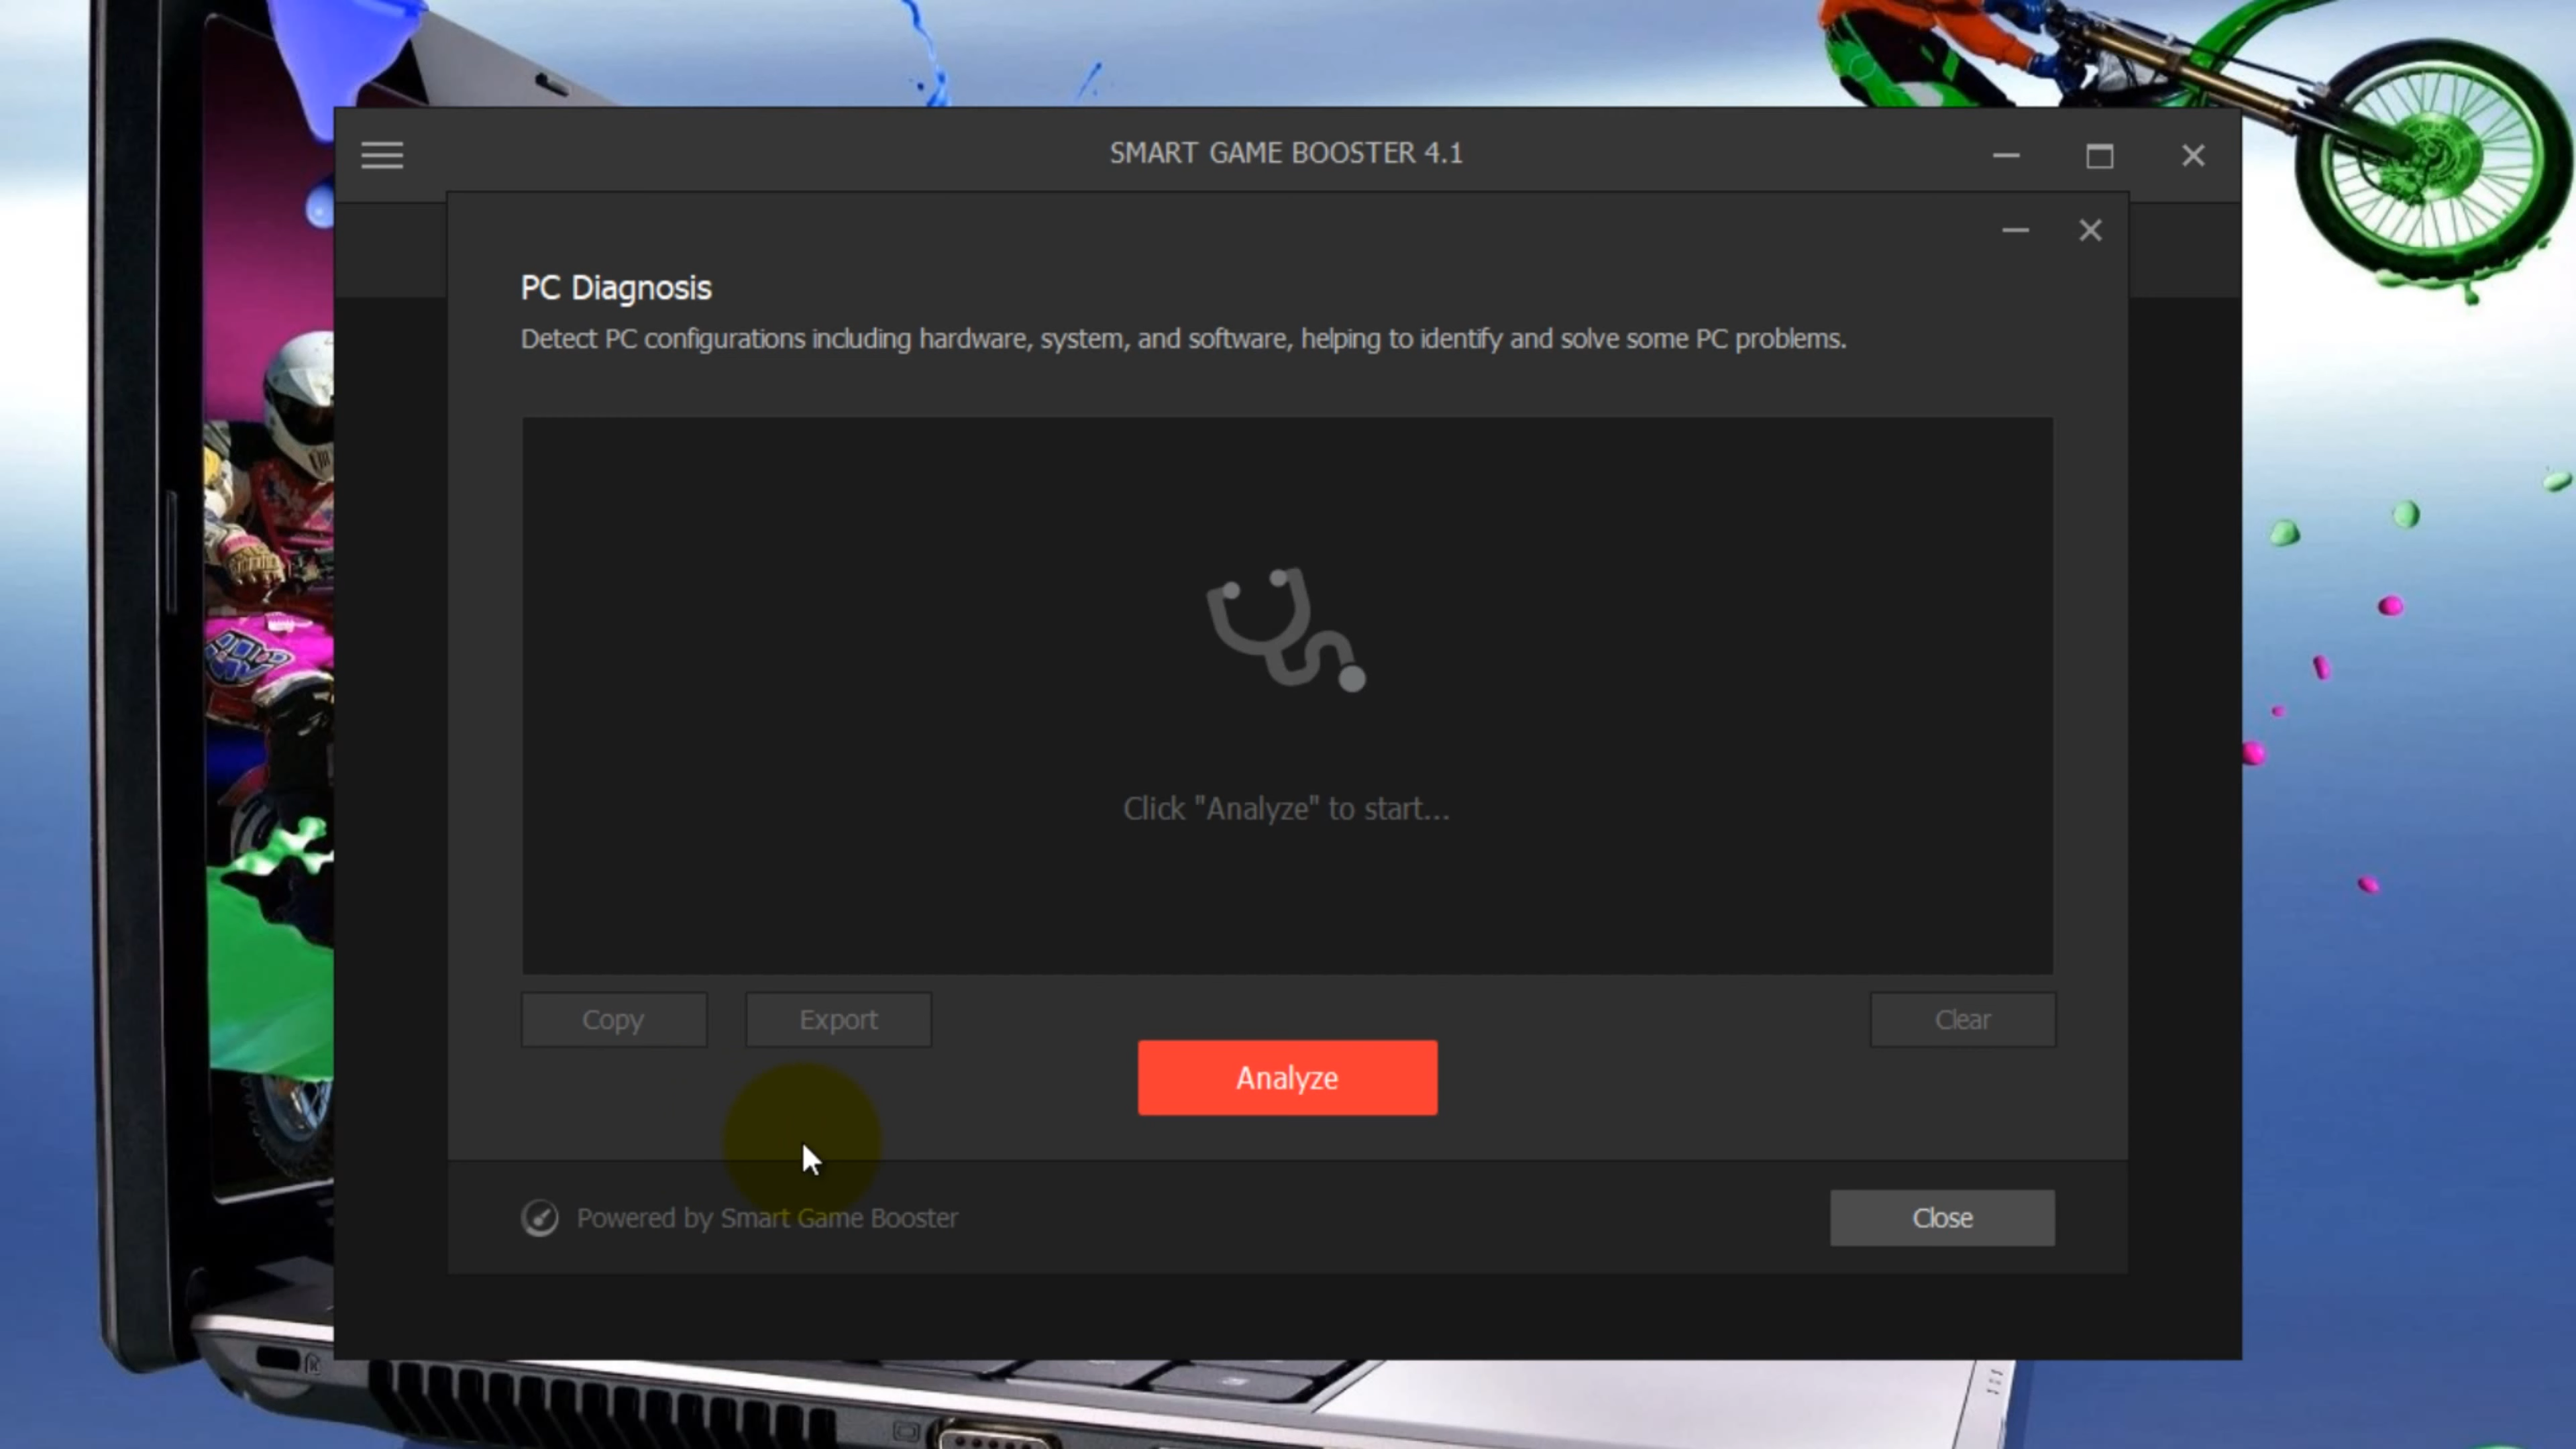 SMART GAME BOOSTER 4.1
PC Diagnosis
Detect PC configurations including hardware, system, and software, helping to identify and solve some PC problems.
Click "Analyze" to start...
Copy
Export
Clear
Analyze
Powered by Smart Game Booster
Close